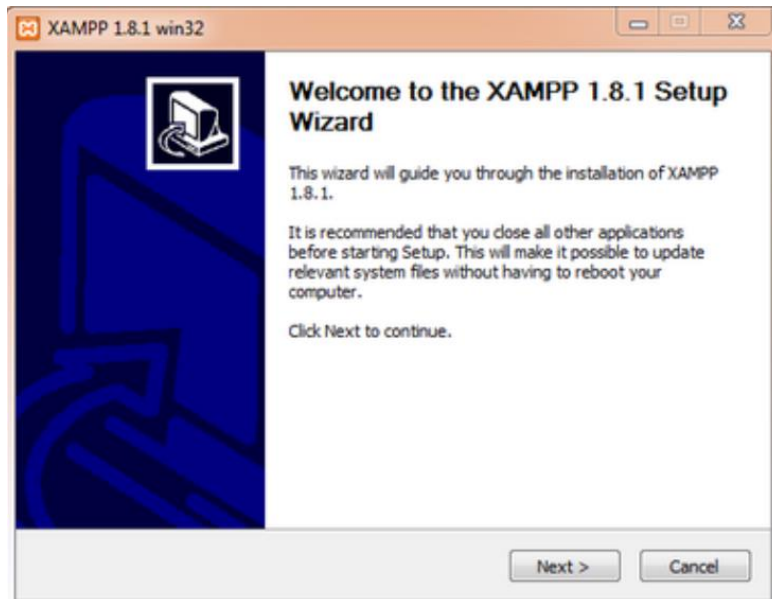 XAMPP 1.8.1 win32
Welcome to the XAMPP 1.8.1 Setup
Wizard
This wizard will guide you through the installation of XAMPP
1.8.1.
It is recommended that you close all other applications
before starting Setup. This will make it possible to update
relevant system files without having to reboot your
computer.
Click Next to continue.
Next >
Cancel